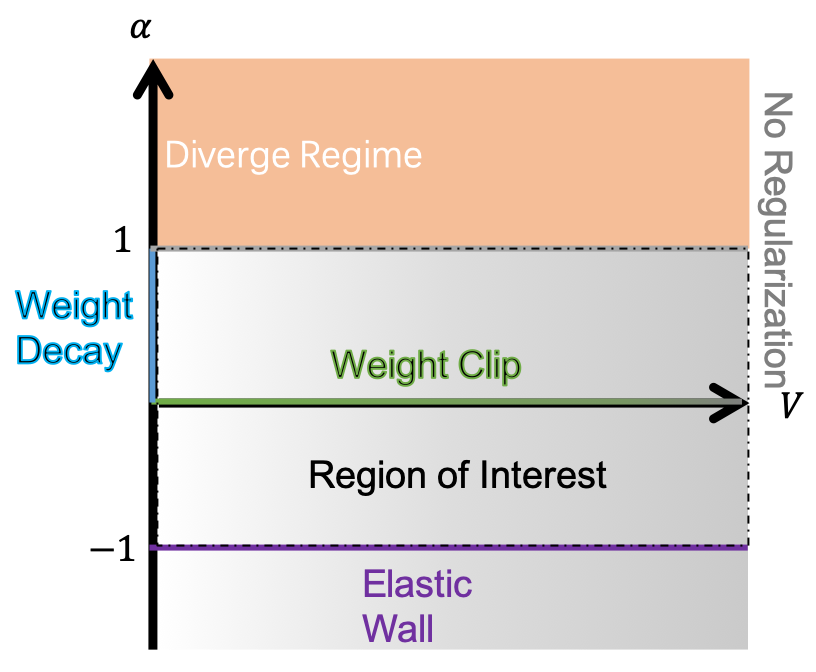 α
Diverge Regime
No Regularization
1
Weight
Decay
Weight Clip
V
Region of Interest
−1
Elastic
Wall